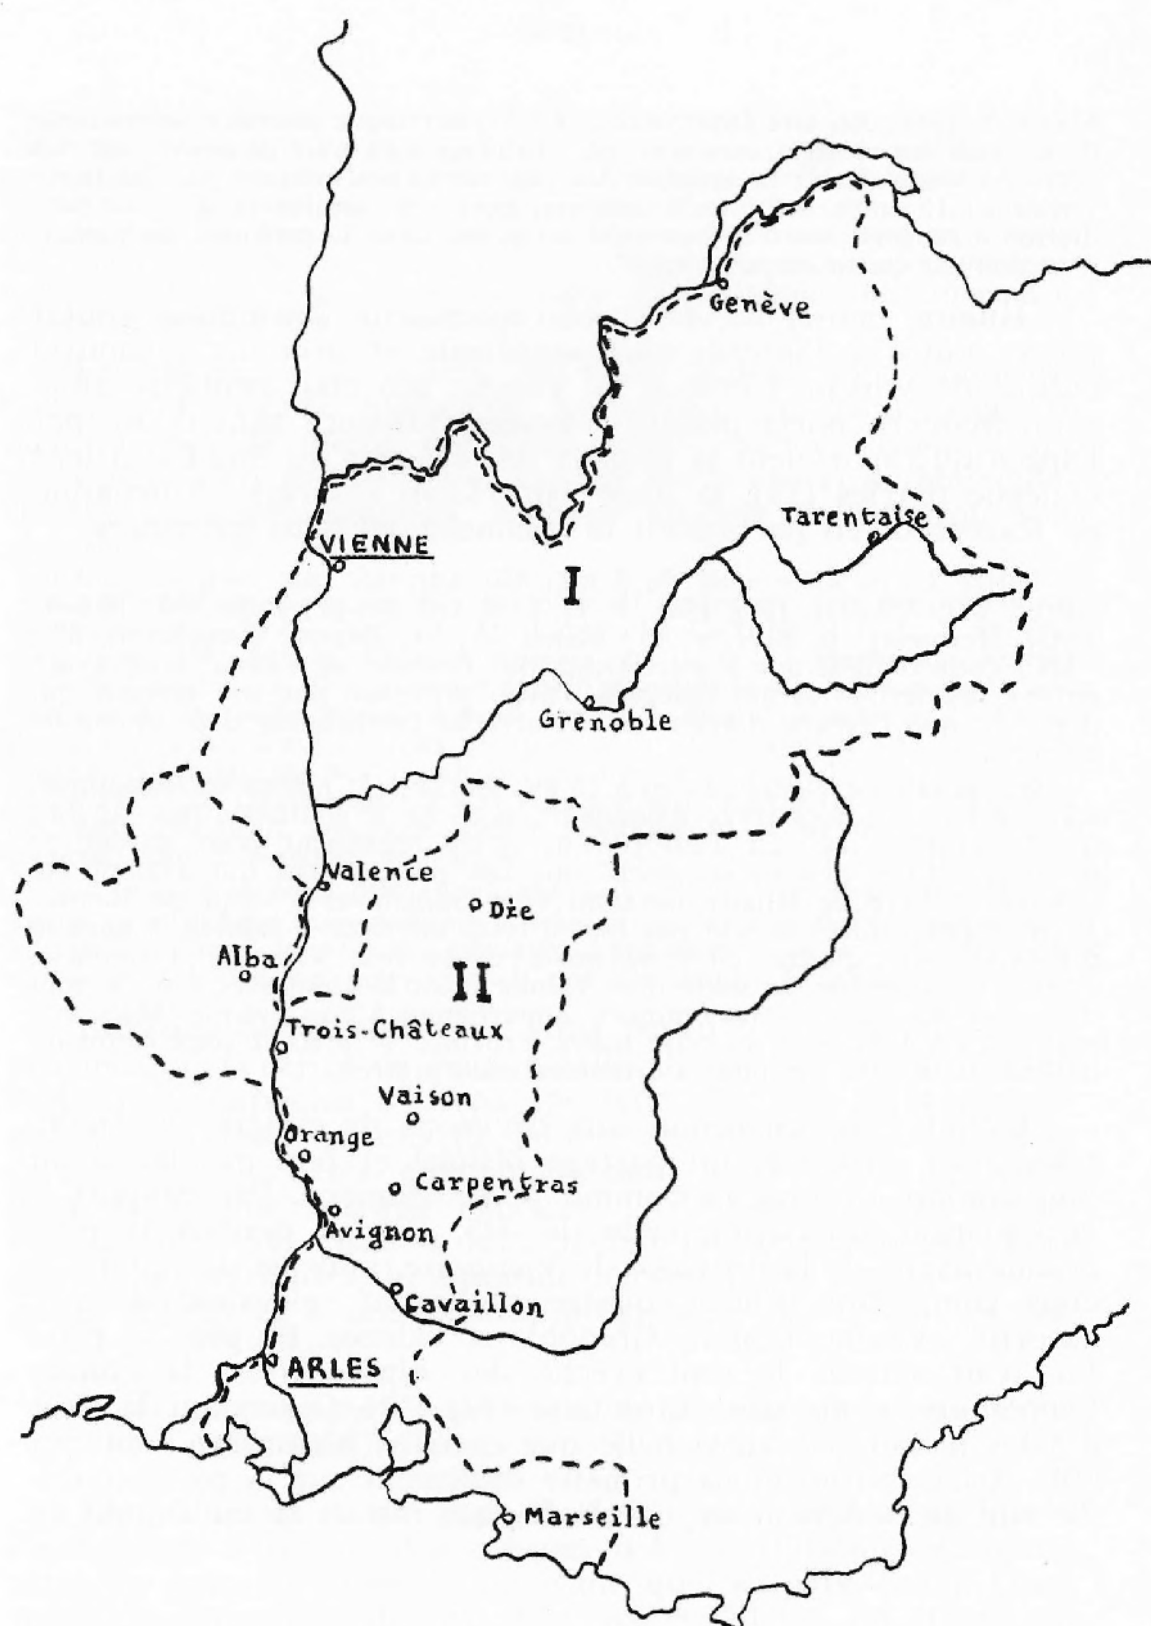 Genève
Tarentaise
VIENNE
I
Grenoble
Valence
Die
Alba
II
Trois-Châteaux
Vaison
Orange
Carpentras
Avignon
Cavaillon
ARLES
Marseille